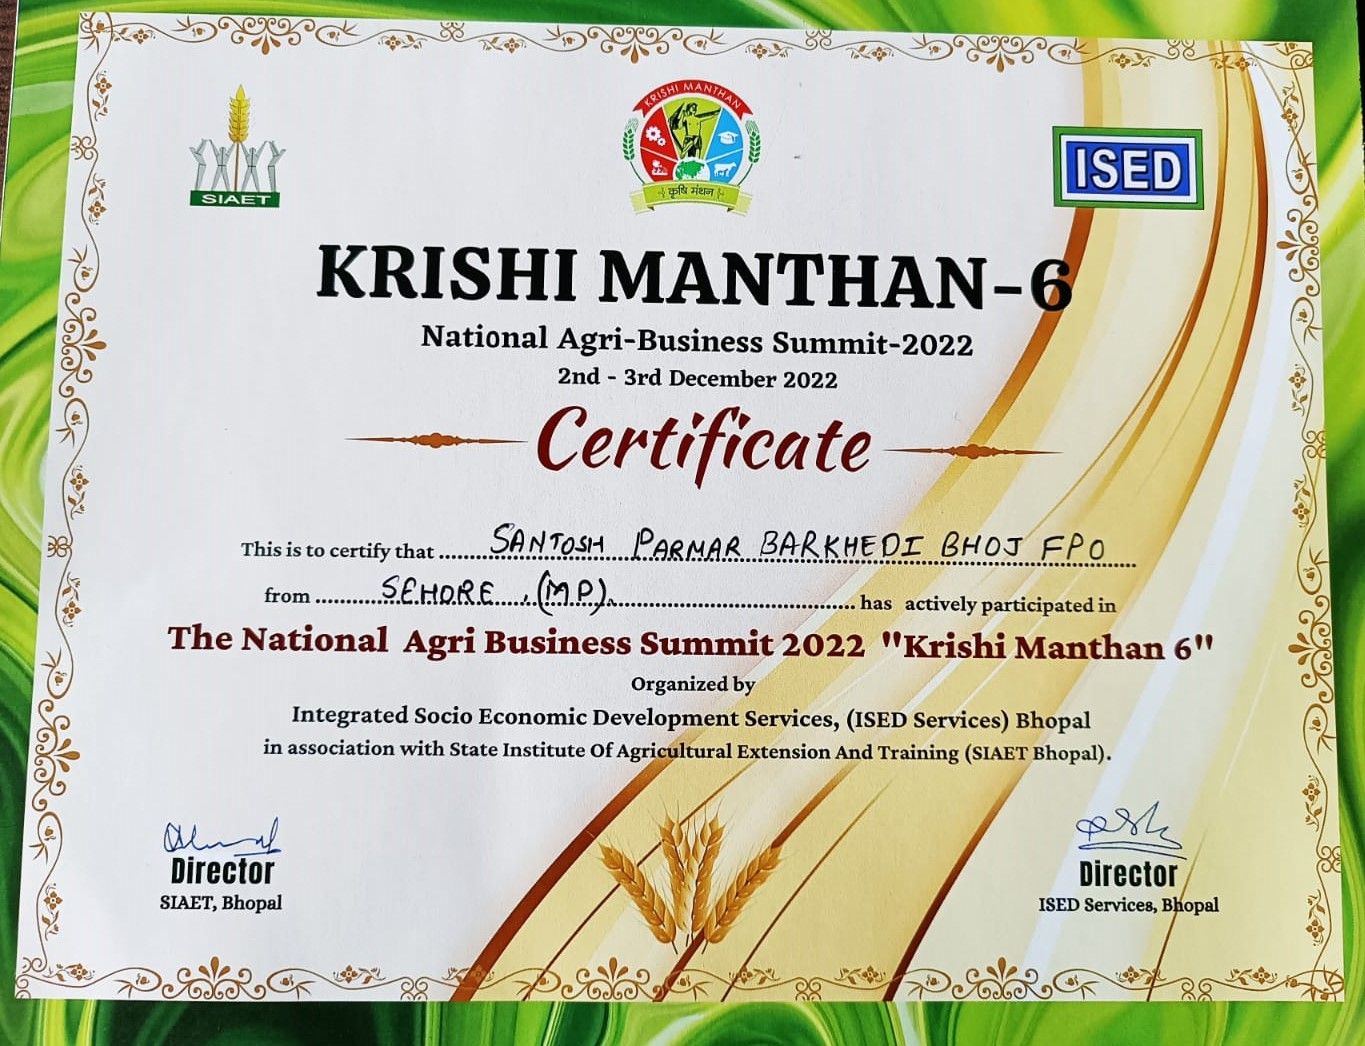 SIAET
KRISHI MANTHAN
कृषि मंथन
ISED
KRISHI MANTHAN-6
National Agri-Business Summit-2022
2nd - 3rd December 2022
Certificate
This is to certify that SANTOSH PARMAR BARKHEDI BHOJ FPO
from SEHORE, (M.P). has actively participated in
The National Agri Business Summit 2022 "Krishi Manthan 6"
Organized by
Integrated Socio Economic Development Services, (ISED Services) Bhopal
in association with State Institute Of Agricultural Extension And Training (SIAET Bhopal).
Director
SIAET, Bhopal
Director
ISED Services, Bhopal